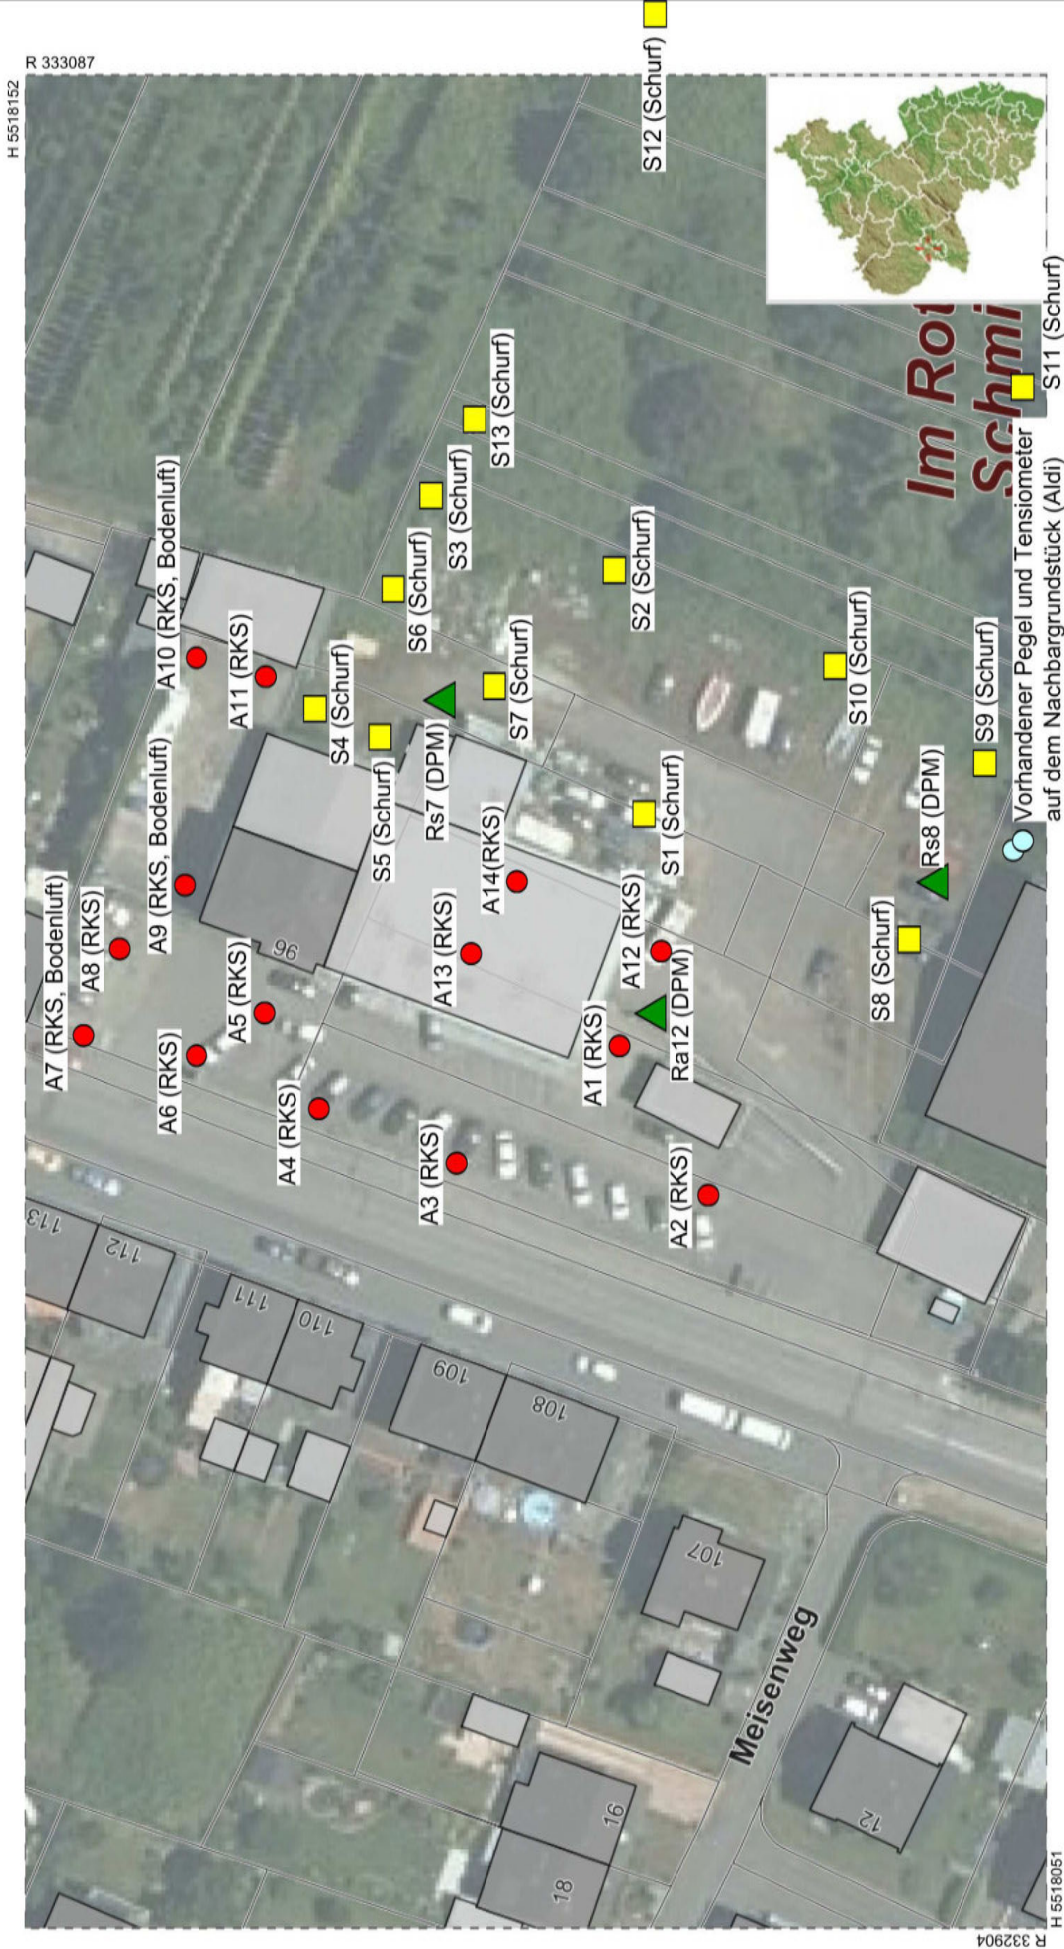 H 5518152
R 333087
S12 (Schurf)
A10 (RKS, Bodenluft)
A11 (RKS)
S13 (Schurf)
S3 (Schurf)
S6 (Schurf)
S4 (Schurf)
S5 (Schurf)
Rs7 (DPM)
S7 (Schurf)
S2 (Schurf)
S10 (Schurf)
S9 (Schurf)
S11 (Schurf)
Im Rot
Schmi
Vorhandener Pegel und Tensiometer
auf dem Nachbargrundstück (Aldi)
A7 (RKS, Bodenluft)
A8 (RKS)
A9 (RKS, Bodenluft)
A6 (RKS)
A5 (RKS)
A4 (RKS)
A3 (RKS)
A13 (RKS)
A14(RKS)
S1 (Schurf)
A12 (RKS)
Ra12 (DPM)
A1 (RKS)
A2 (RKS)
S8 (Schurf)
Rs8 (DPM)
96
113
112
111
110
109
108
107
Meisenweg
16
18
12
R 332904
H 5518051